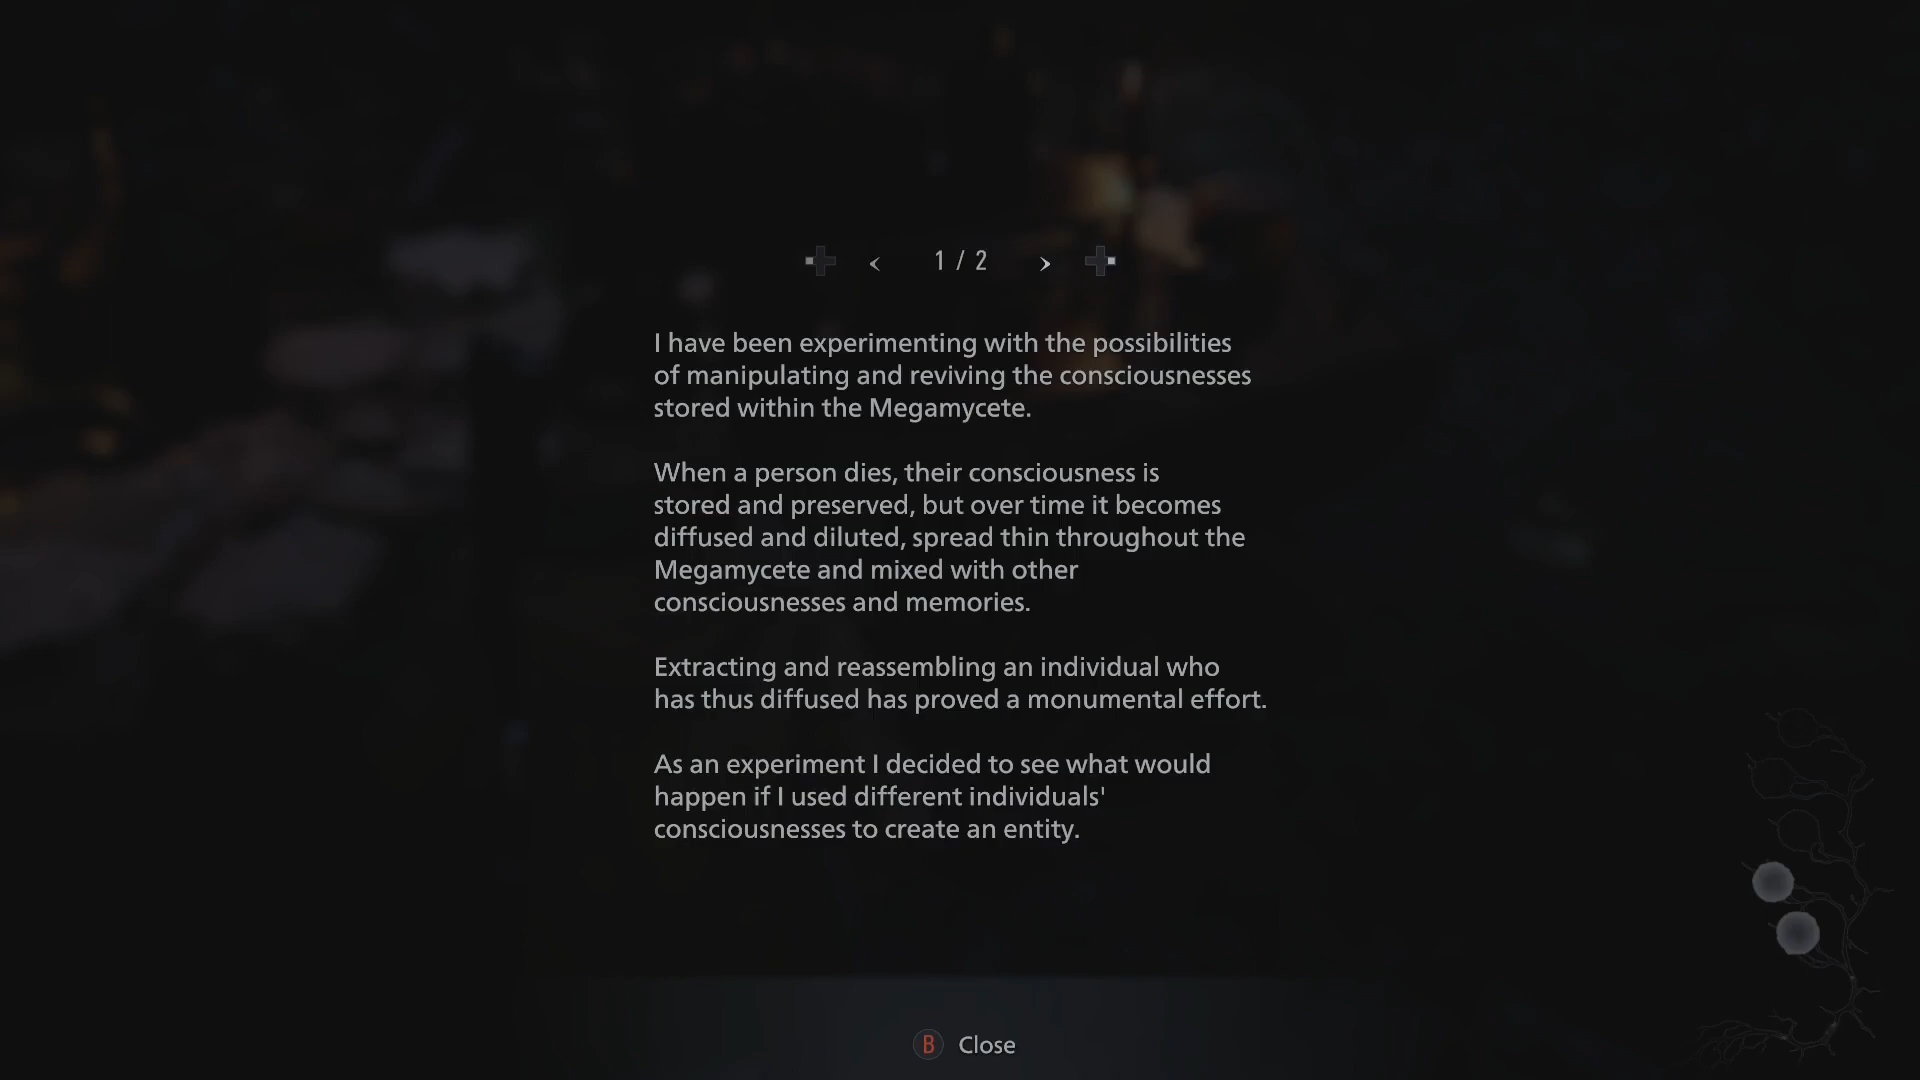 < 1 / 2 >
I have been experimenting with the possibilities
of manipulating and reviving the consciousnesses
stored within the Megamycete.
When a person dies, their consciousness is
stored and preserved, but over time it becomes
diffused and diluted, spread thin throughout the
Megamycete and mixed with other
consciousnesses and memories.
Extracting and reassembling an individual who
has thus diffused has proved a monumental effort.
As an experiment I decided to see what would
happen if I used different individuals'
consciousnesses to create an entity.
B Close